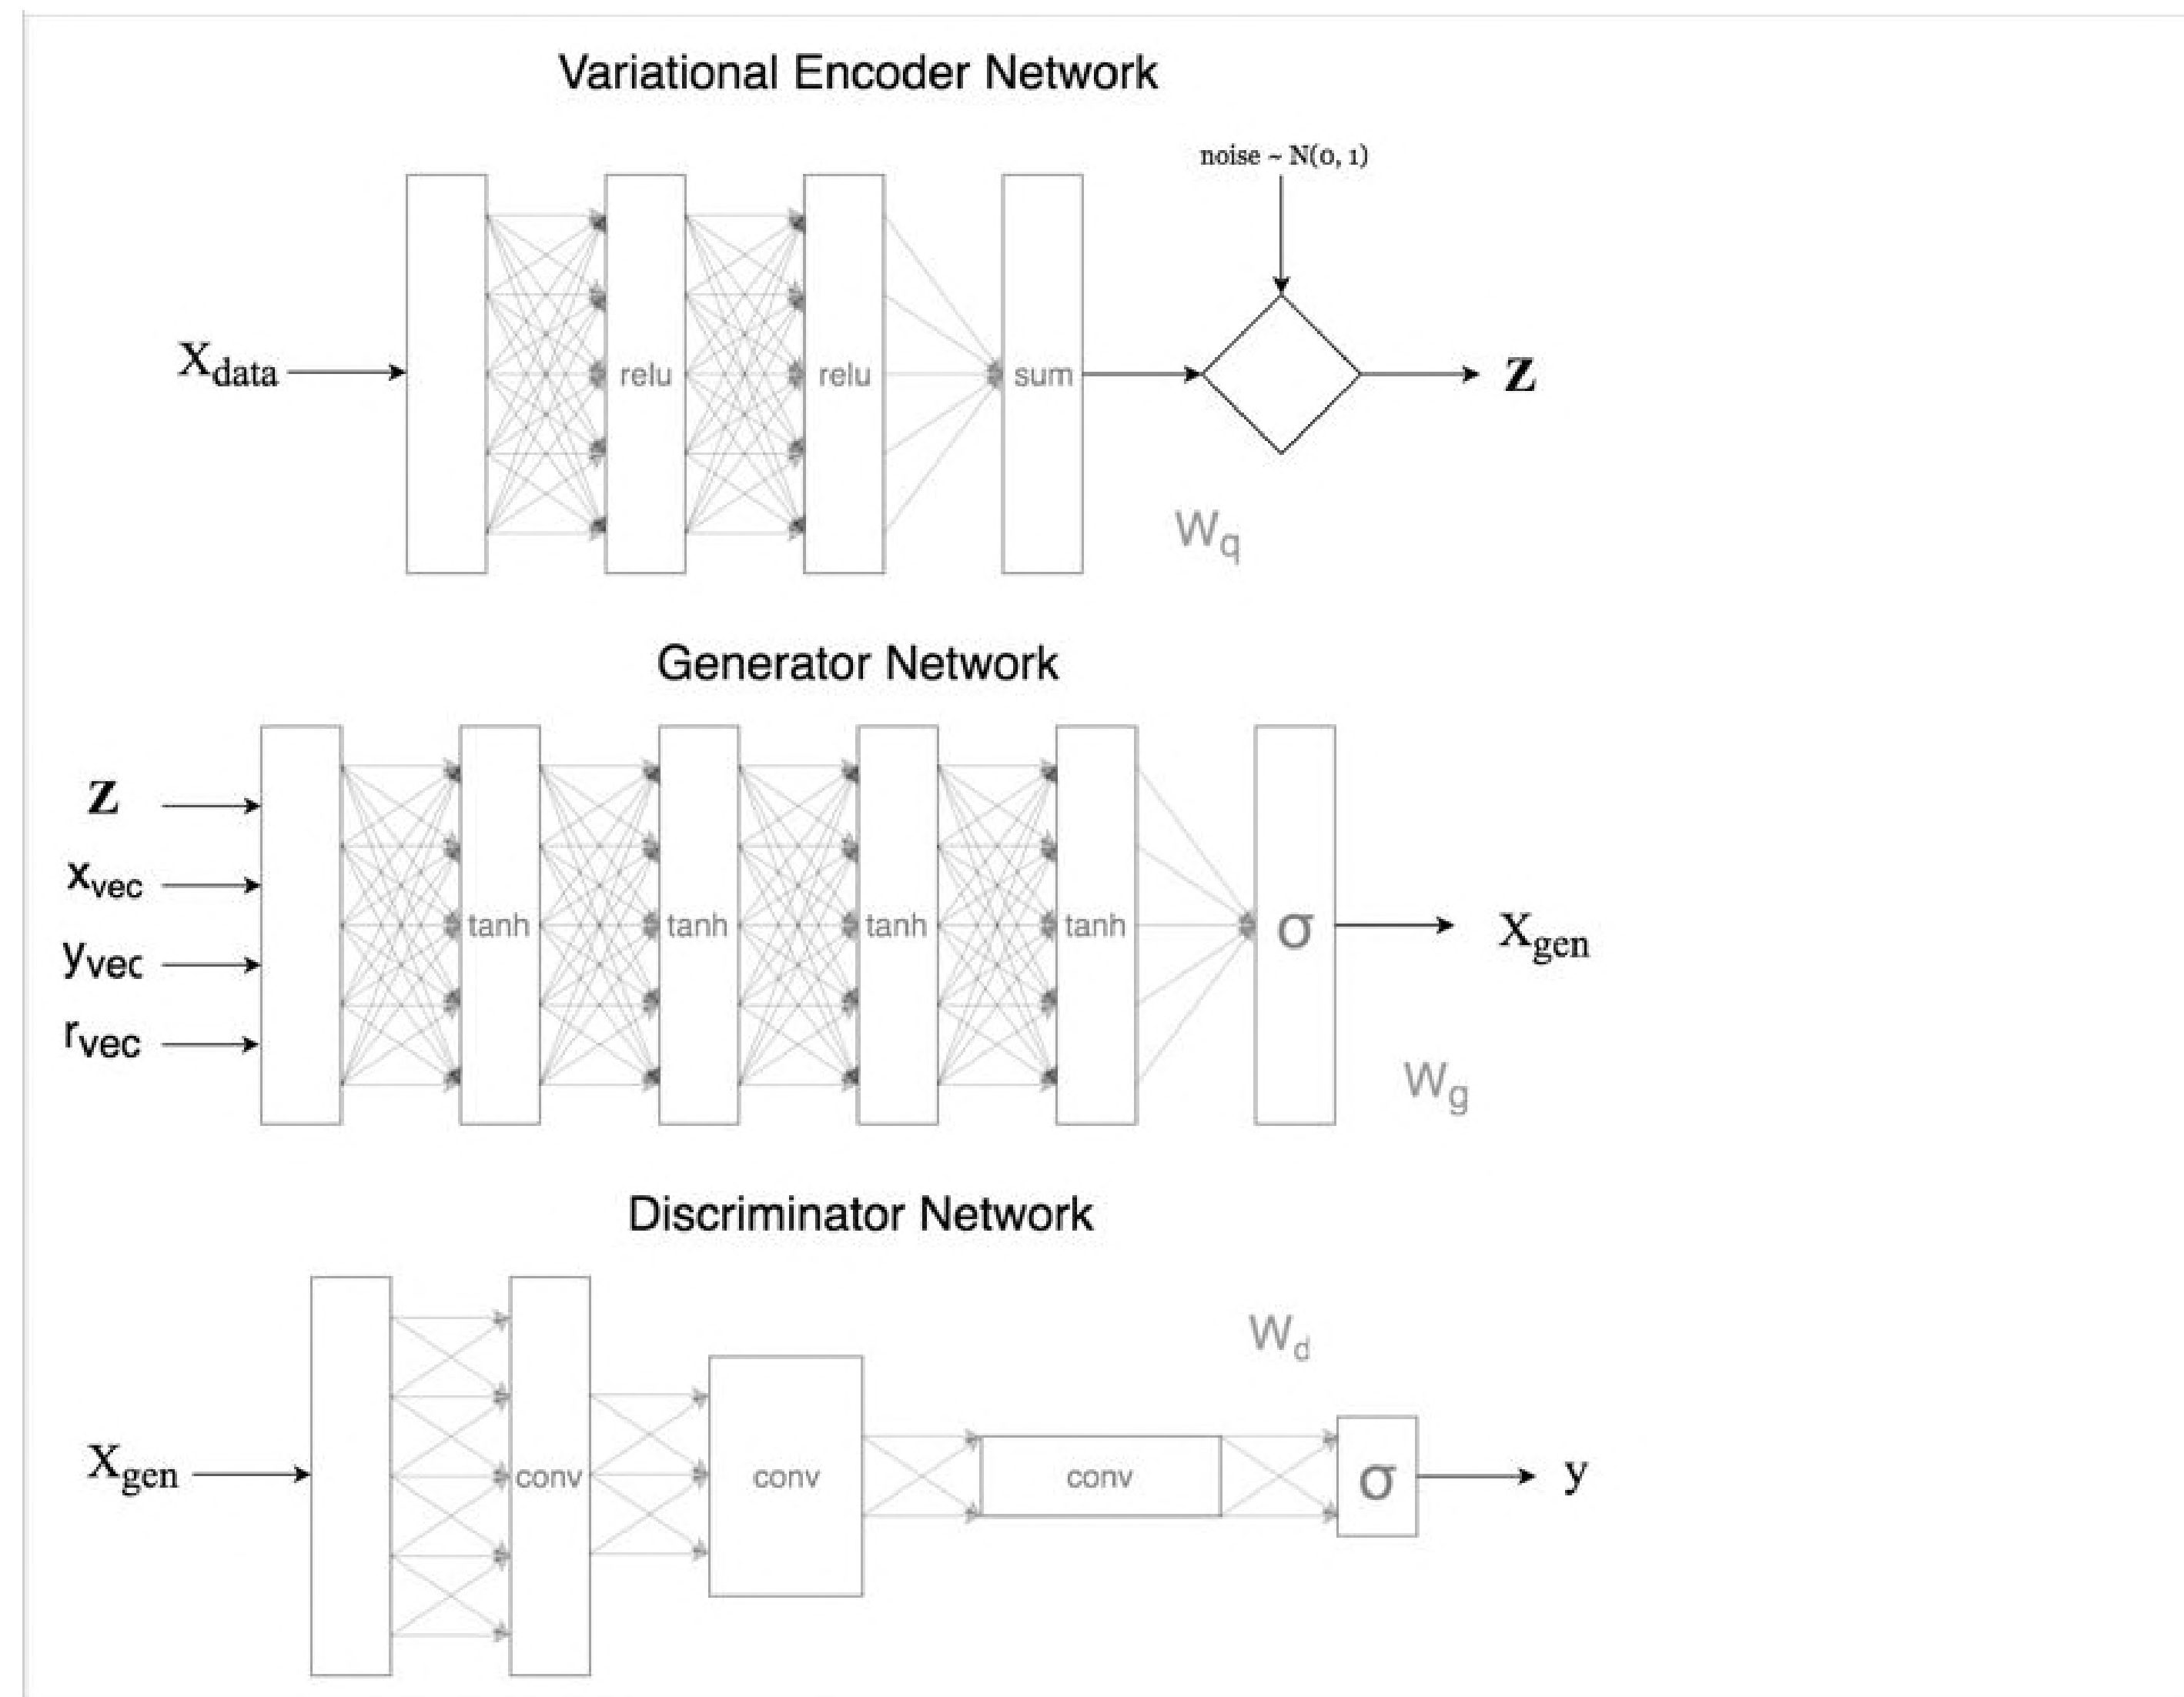 Variational Encoder Network
noise ~ N(0, 1)
Xdata
relu
relu
sum
Z
Wq
Generator Network
Z
xvec
yvec
rvec
tanh
tanh
tanh
tanh
σ
Xgen
Wg
Discriminator Network
Wd
Xgen
conv
conv
conv
σ
y